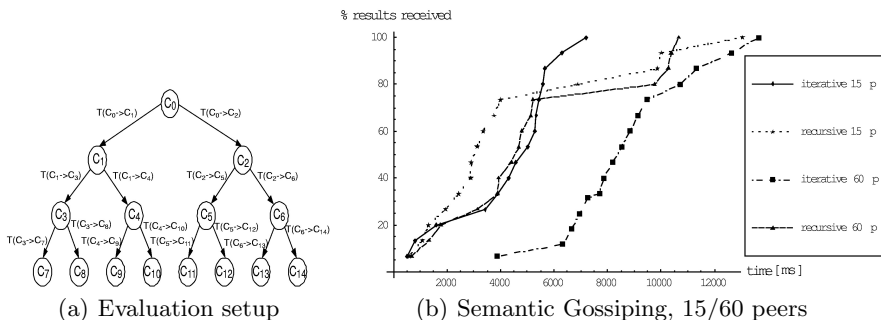 C0
T(C0->C1)
T(C0->C2)
C1
C2
T(C1->C3)
T(C1->C4)
T(C2->C5)
T(C2->C6)
C3
C4
C5
C6
T(C3->C7)
T(C3->C8)
T(C4->C9)
T(C4->C10)
T(C5->C11)
T(C5->C12)
T(C6->C13)
T(C6->C14)
C7
C8
C9
C10
C11
C12
C13
C14
(a) Evaluation setup
% results received
100
80
60
40
20
2000
4000
6000
8000
10000
12000
time [ms]
iterative 15 p
recursive 15 p
iterative 60 p
recursive 60 p
(b) Semantic Gossiping, 15/60 peers